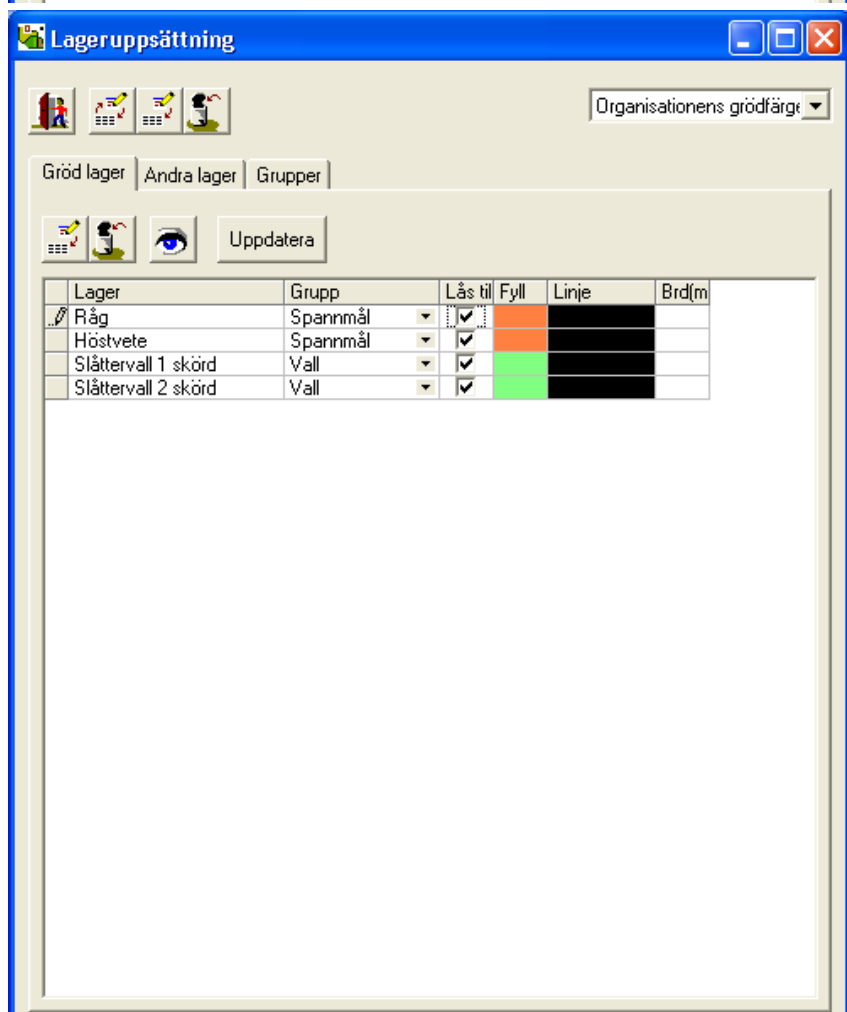 Lageruppsättning
Organisationens grödfärge
Gröd lager Andra lager Grupper
Uppdatera
Lager Grupp Lås til Fyll Linje Brd(m
Råg Spannmål
Höstvete Spannmål
Slåttervall 1 skörd Vall
Slåttervall 2 skörd Vall